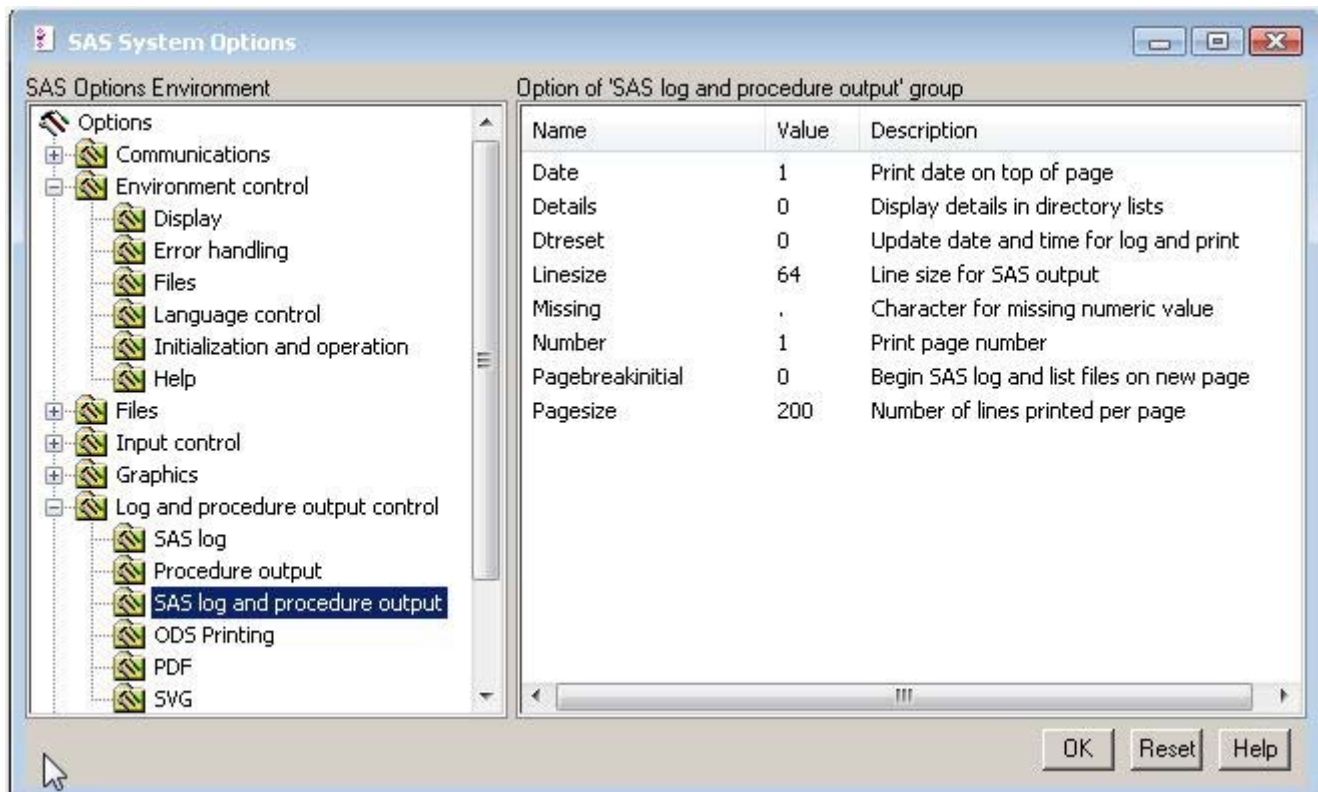 SAS System Options
SAS Options Environment
Options
Communications
Environment control
Display
Error handling
Files
Language control
Initialization and operation
Help
Files
Input control
Graphics
Log and procedure output control
SAS log
Procedure output
SAS log and procedure output
ODS Printing
PDF
SVG
Option of 'SAS log and procedure output' group
Name Value Description
Date 1 Print date on top of page
Details 0 Display details in directory lists
Dtreset 0 Update date and time for log and print
Linesize 64 Line size for SAS output
Missing . Character for missing numeric value
Number 1 Print page number
Pagebreakinitial 0 Begin SAS log and list files on new page
Pagesize 200 Number of lines printed per page
OK Reset Help